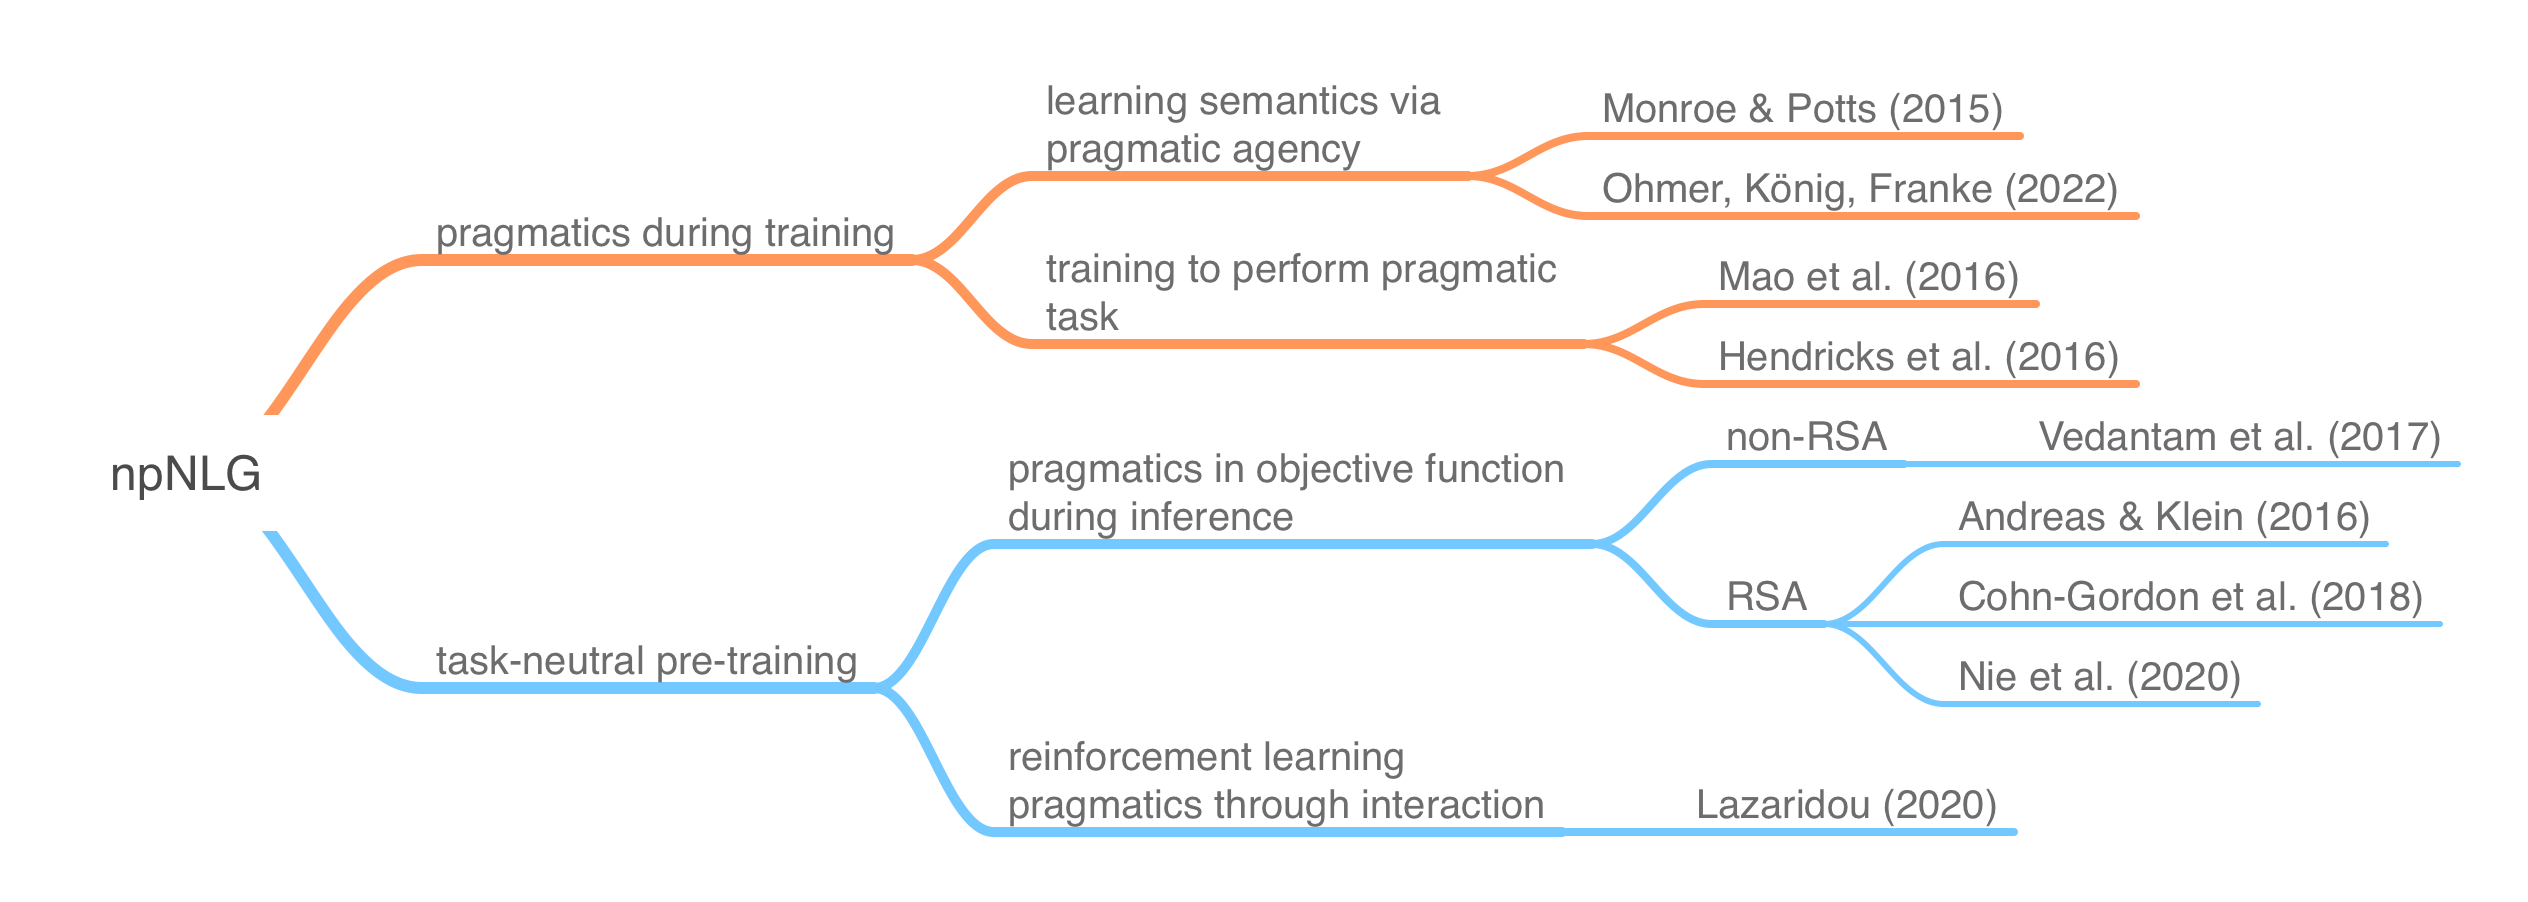 learning semantics via
pragmatic agency
Monroe & Potts (2015)
Ohmer, König, Franke (2022)
pragmatics during training
training to perform pragmatic
task
Mao et al. (2016)
Hendricks et al. (2016)
npNLG
pragmatics in objective function
during inference
non-RSA
Vedantam et al. (2017)
RSA
Andreas & Klein (2016)
Cohn-Gordon et al. (2018)
Nie et al. (2020)
task-neutral pre-training
reinforcement learning
pragmatics through interaction
Lazaridou (2020)